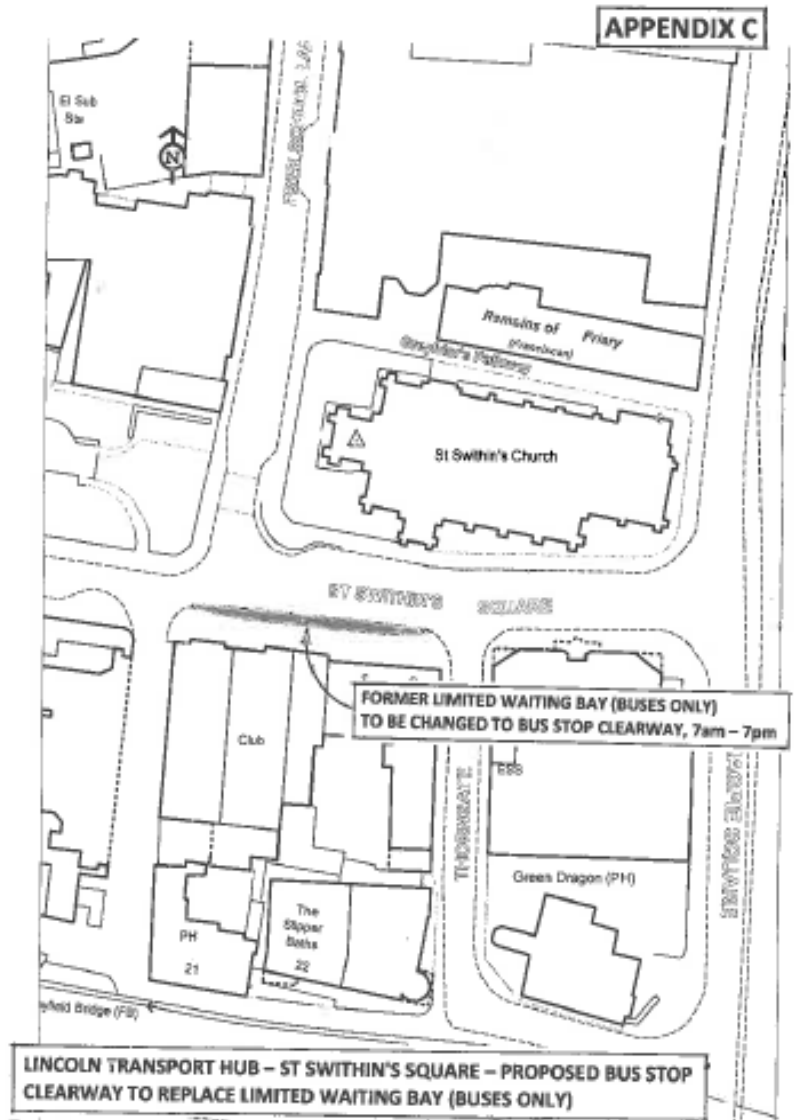 APPENDIX C
El Sub
Sta
N
Remains of Friary
(Franciscan)
St Swithin's Church
ST SWITHIN'S SQUARE
FORMER LIMITED WAITING BAY (BUSES ONLY)
TO BE CHANGED TO BUS STOP CLEARWAY, 7am – 7pm
Club
ESS
THORNGATE
Green Dragon (PH)
The
Slipper
Baths
22
PH
21
yfield Bridge (FB)
LINCOLN TRANSPORT HUB – ST SWITHIN'S SQUARE – PROPOSED BUS STOP
CLEARWAY TO REPLACE LIMITED WAITING BAY (BUSES ONLY)